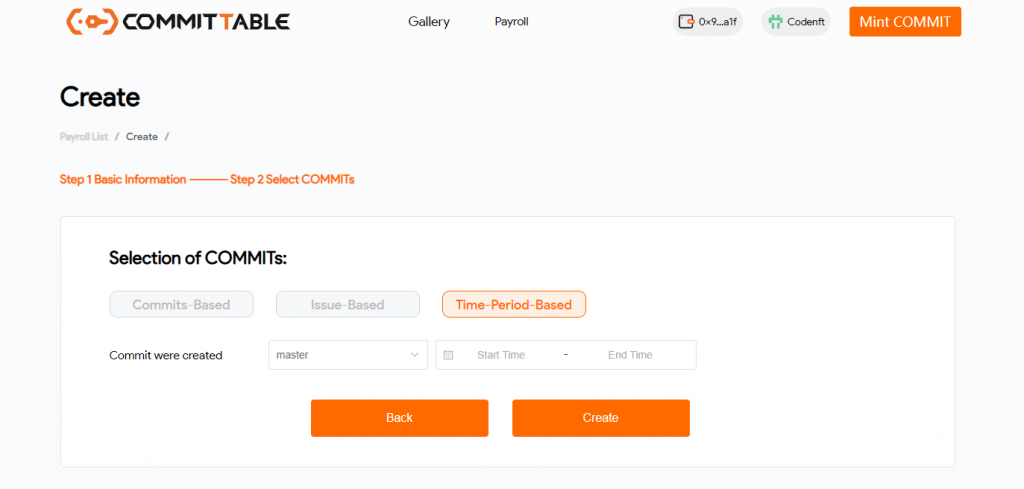 COMMITTABLE Gallery Payroll 0×9...a1f Codenft Mint COMMIT
Create
Payroll List / Create /
Step 1 Basic Information ——— Step 2 Select COMMITs
Selection of COMMITs:
Commits-Based Issue-Based Time-Period-Based
Commit were created master Start Time - End Time
Back Create